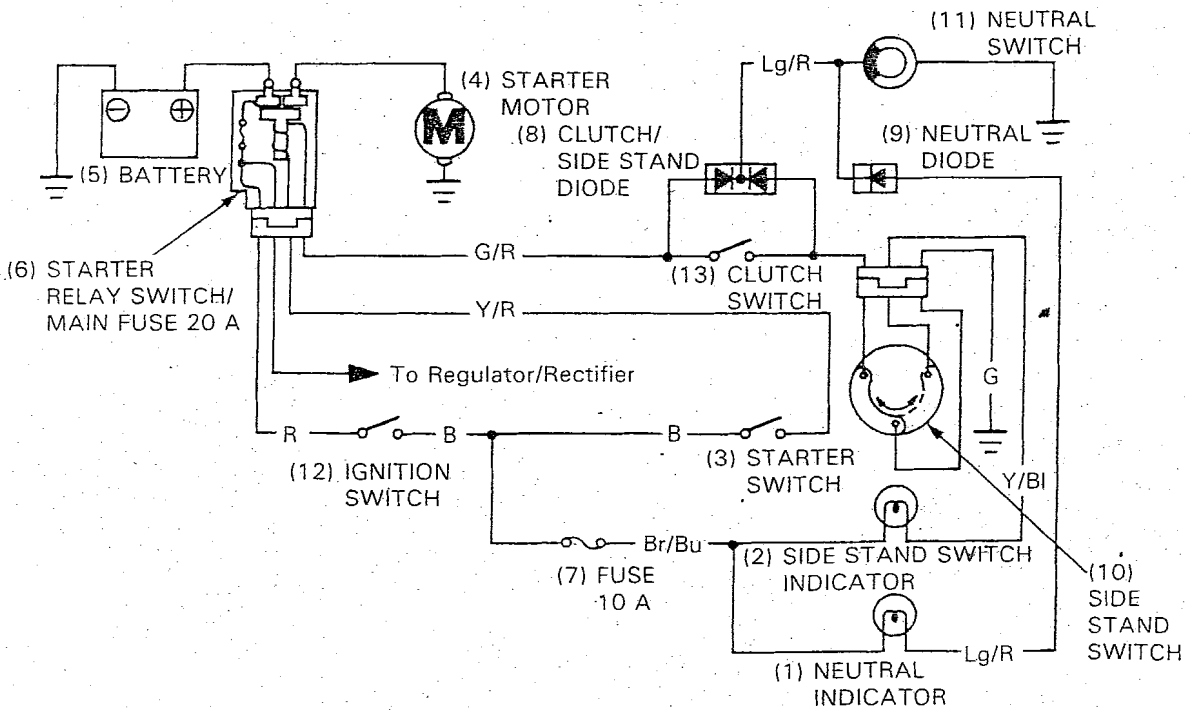 (11) NEUTRAL
SWITCH
Lg/R
(4) STARTER
MOTOR
M
(8) CLUTCH/
SIDE STAND
DIODE
(9) NEUTRAL
DIODE
(5) BATTERY
G/R
(6) STARTER
RELAY SWITCH/
MAIN FUSE 20 A
(13) CLUTCH
SWITCH
Y/R
To Regulator/Rectifier
G
R
B
B
(12) IGNITION
SWITCH
(3) STARTER
SWITCH
Y/Bl
Br/Bu
(7) FUSE
10 A
(2) SIDE STAND SWITCH
INDICATOR
(10)
SIDE
STAND
SWITCH
Lg/R
(1) NEUTRAL
INDICATOR